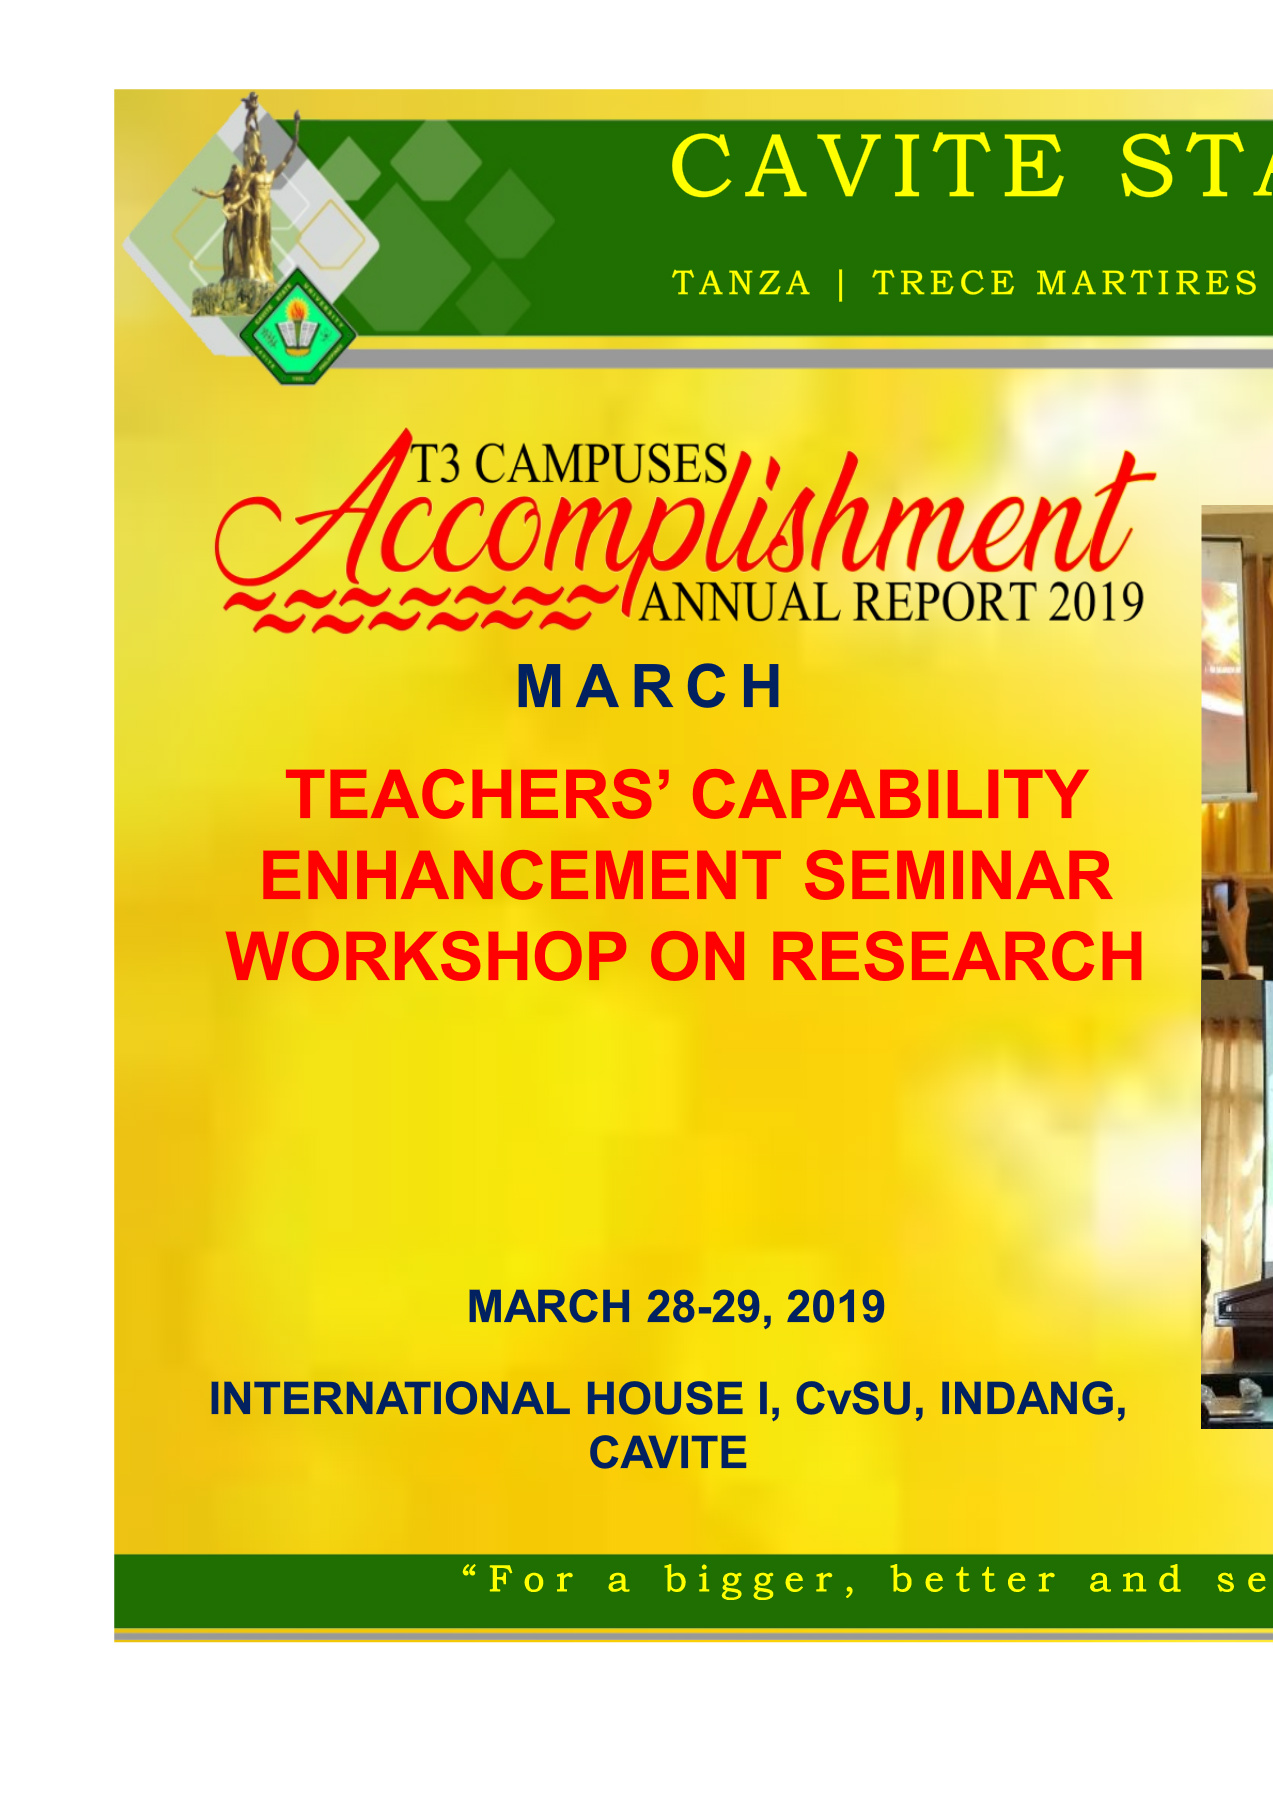 CAVITE STA
TANZA | TRECE MARTIRES
T3 CAMPUSES
Accomplishment
ANNUAL REPORT 2019
MARCH
TEACHERS’ CAPABILITY
ENHANCEMENT SEMINAR
WORKSHOP ON RESEARCH
MARCH 28-29, 2019
INTERNATIONAL HOUSE I, CvSU, INDANG,
CAVITE
“For a bigger, better and se